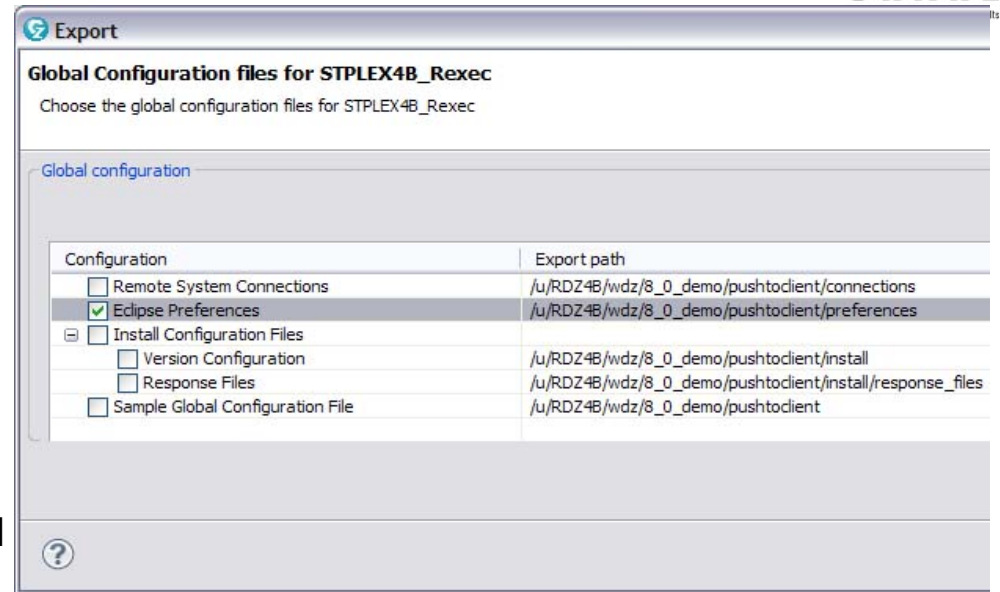 Export
Global Configuration files for STPLEX4B_Rexec
Choose the global configuration files for STPLEX4B_Rexec
Global configuration
Configuration Export path
Remote System Connections /u/RDZ4B/wdz/8_0_demo/pushtoclient/connections
Eclipse Preferences /u/RDZ4B/wdz/8_0_demo/pushtoclient/preferences
Install Configuration Files
Version Configuration /u/RDZ4B/wdz/8_0_demo/pushtoclient/install
Response Files /u/RDZ4B/wdz/8_0_demo/pushtoclient/install/response_files
Sample Global Configuration File /u/RDZ4B/wdz/8_0_demo/pushtoclient
?